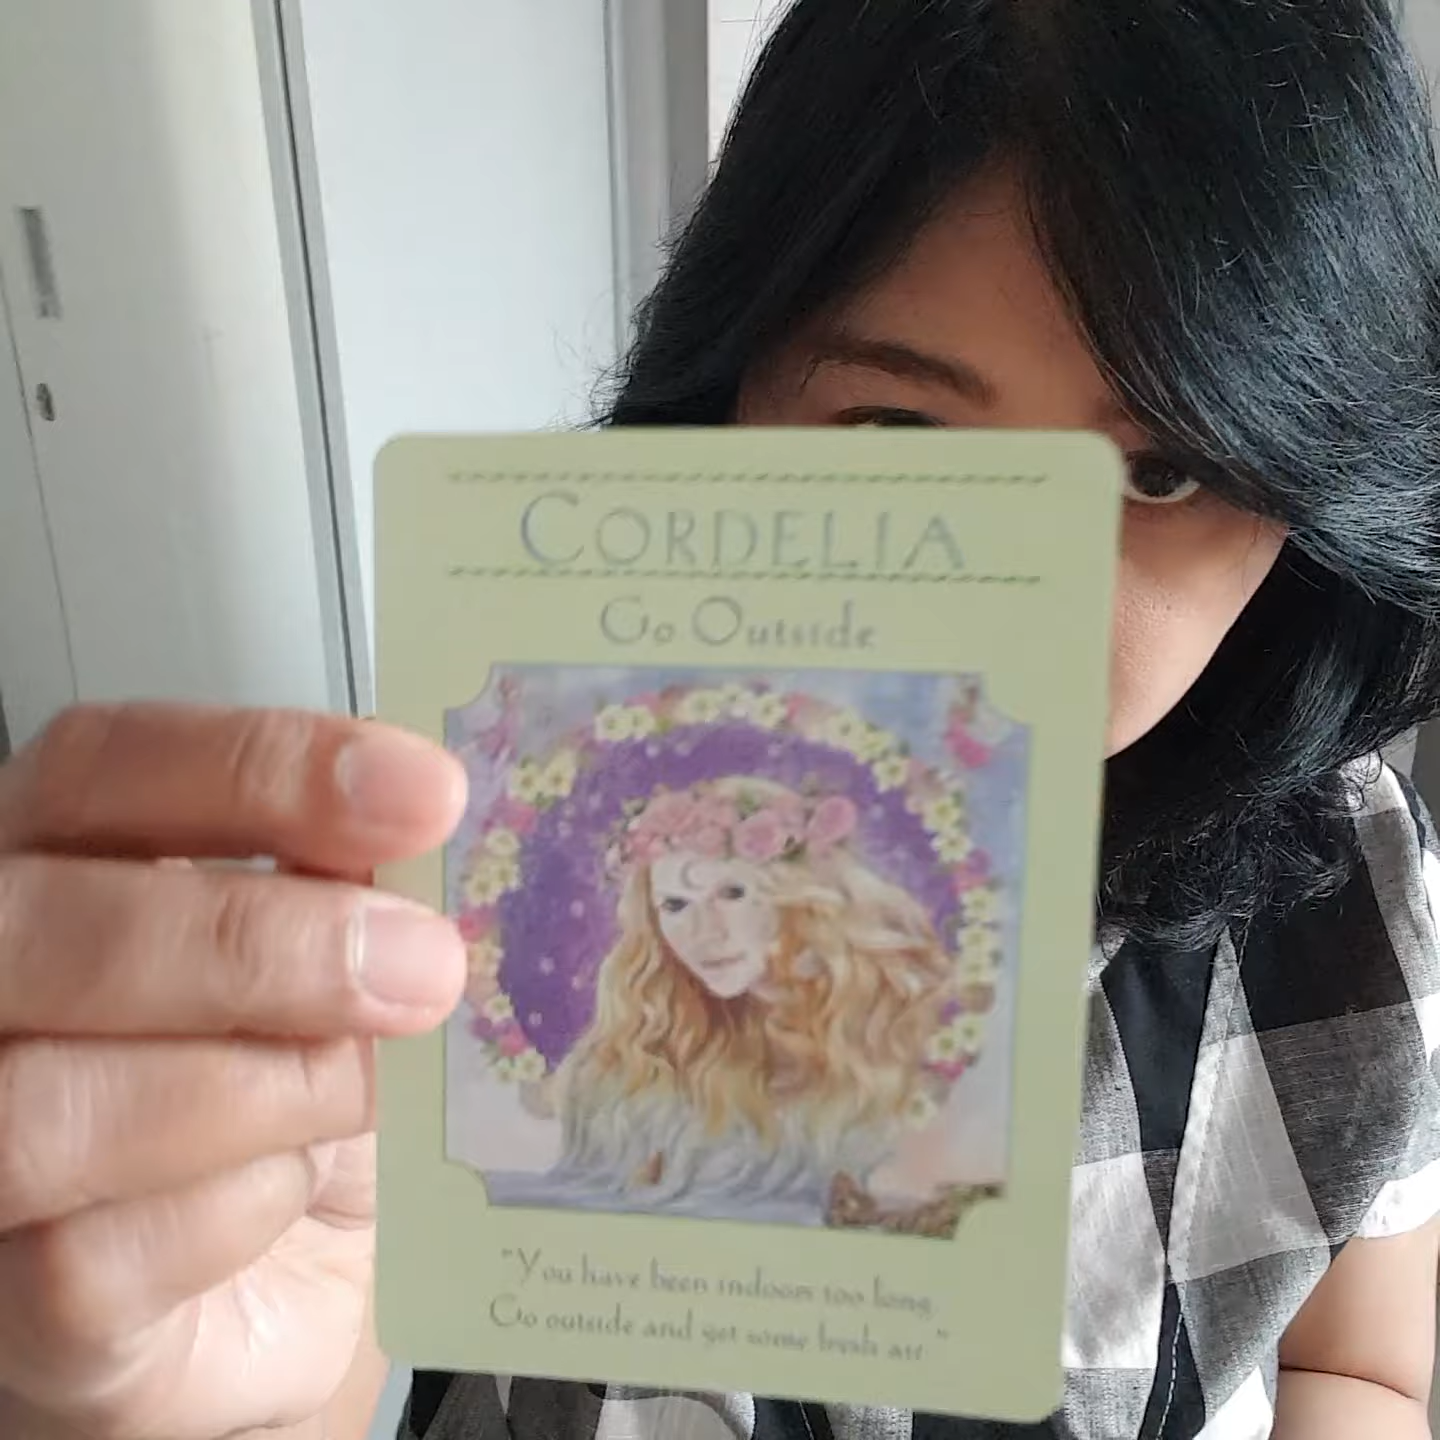 CORDELIA
Go Outside
"You have been indoors too long.
Go outside and get some fresh air."